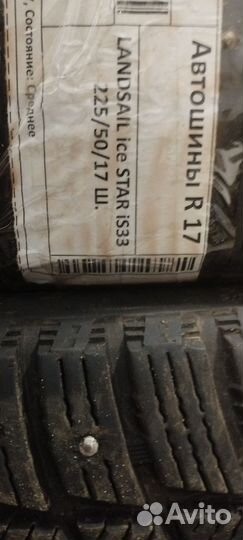 Автошины R 17
LANDSAIL ice STAR iS33
225/50/17 Ш.
Состояние: Среднее
Avito